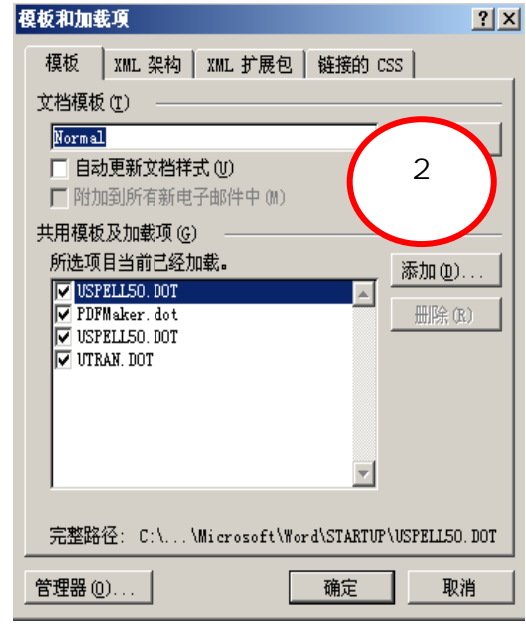 模板和加载项
模板 XML 架构 XML 扩展包 链接的 CSS
文档模板(T)
Normal
2
自动更新文档样式(U)
附加到所有新电子邮件中(M)
共用模板及加载项(G)
所选项目当前已经加载。
添加(D)...
USPELL50.DOT
PDFMaker.dot
删除(R)
USPELL50.DOT
UTRAN.DOT
完整路径: C:\...\Microsoft\Word\STARTUP\USPELL50.DOT
管理器(O)... 确定 取消